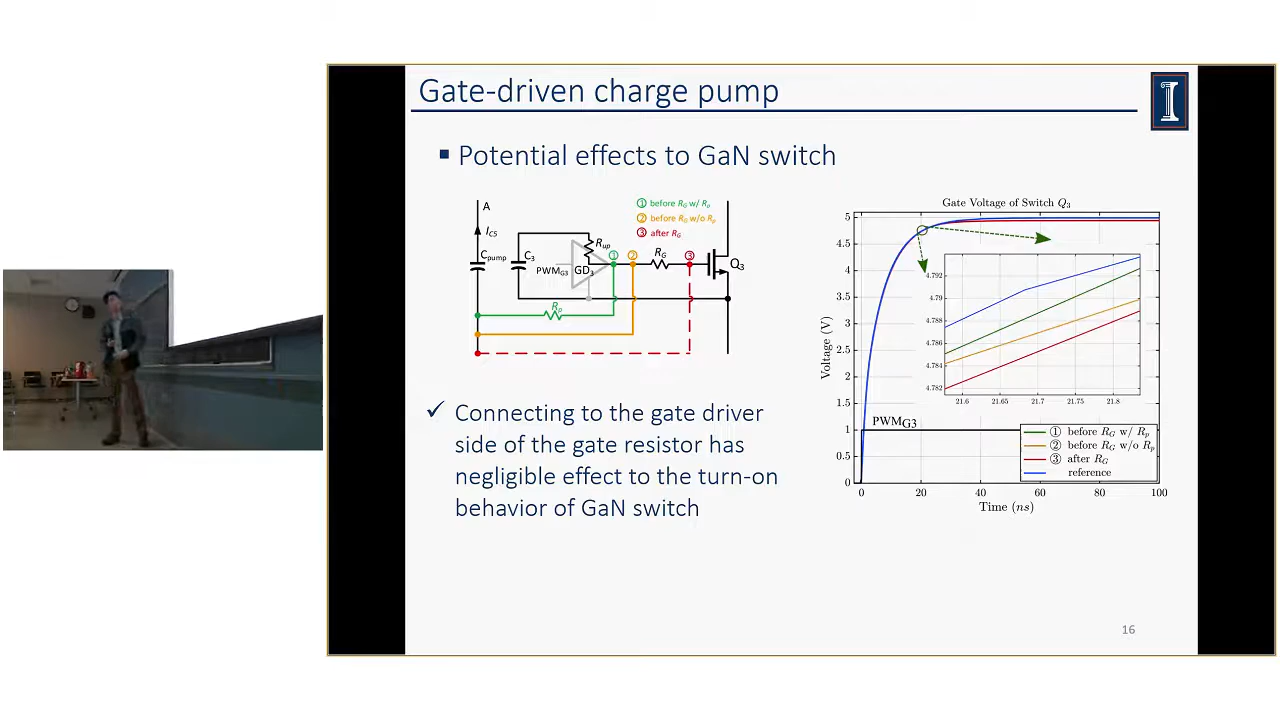 Gate-driven charge pump
▪ Potential effects to GaN switch
A
I_C5
C_pump
C_3
PWM_G3
GD_3
R_up
① ② ③
R_G
Q_3
R_p
① before R_G w/ R_p
② before R_G w/o R_p
③ after R_G
✓ Connecting to the gate driver
side of the gate resistor has
negligible effect to the turn-on
behavior of GaN switch
Gate Voltage of Switch Q_3
Voltage (V)
5
4.5
4
3.5
3
2.5
2
1.5
1
0.5
0
4.792
4.79
4.788
4.786
4.784
4.782
21.6 21.65 21.7 21.75 21.8
PWM_G3
① before R_G w/ R_p
② before R_G w/o R_p
③ after R_G
reference
0 20 40 60 80 100
Time (ns)
16